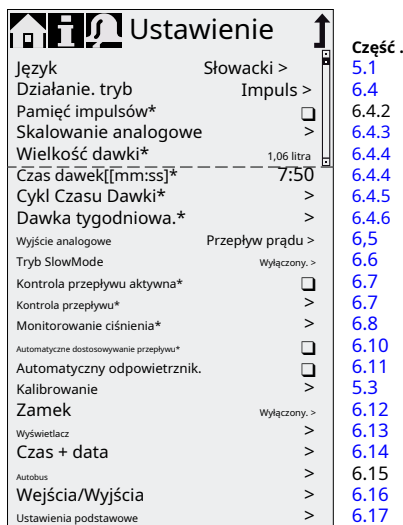 Ustawienie
Część .
Język Słowacki > 5.1
Działanie. tryb Impuls > 6.4
Pamięć impulsów* ❑ 6.4.2
Skalowanie analogowe > 6.4.3
Wielkość dawki* 1,06 litra 6.4.4
Czas dawek[[mm:ss]* 7:50 6.4.4
Cykl Czasu Dawki* > 6.4.5
Dawka tygodniowa.* > 6.4.6
Wyjście analogowe Przepływ prądu > 6,5
Tryb SlowMode Wyłączony. > 6.6
Kontrola przepływu aktywna* ❑ 6.7
Kontrola przepływu* > 6.7
Monitorowanie ciśnienia* > 6.8
Automatyczne dostosowywanie przepływu* ❑ 6.10
Automatyczny odpowietrznik. ❑ 6.11
Kalibrowanie > 5.3
Zamek Wyłączony. > 6.12
Wyświetlacz > 6.13
Czas + data > 6.14
Autobus > 6.15
Wejścia/Wyjścia > 6.16
Ustawienia podstawowe > 6.17